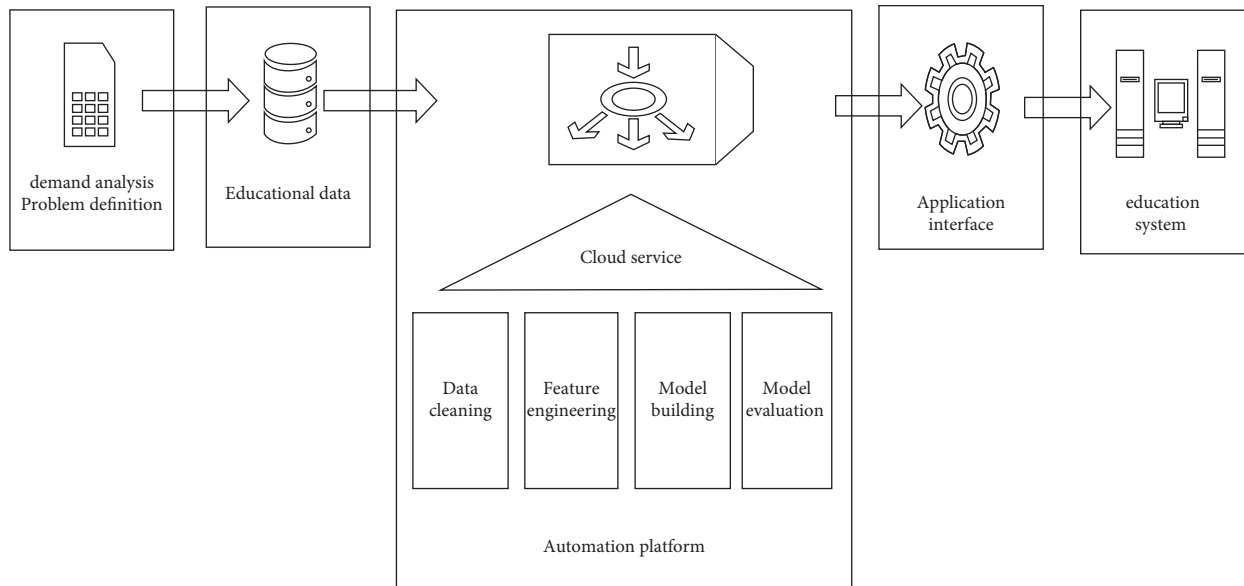 demand analysis
Problem definition
Educational data
Cloud service
Data
cleaning
Feature
engineering
Model
building
Model
evaluation
Automation platform
Application
interface
education
system